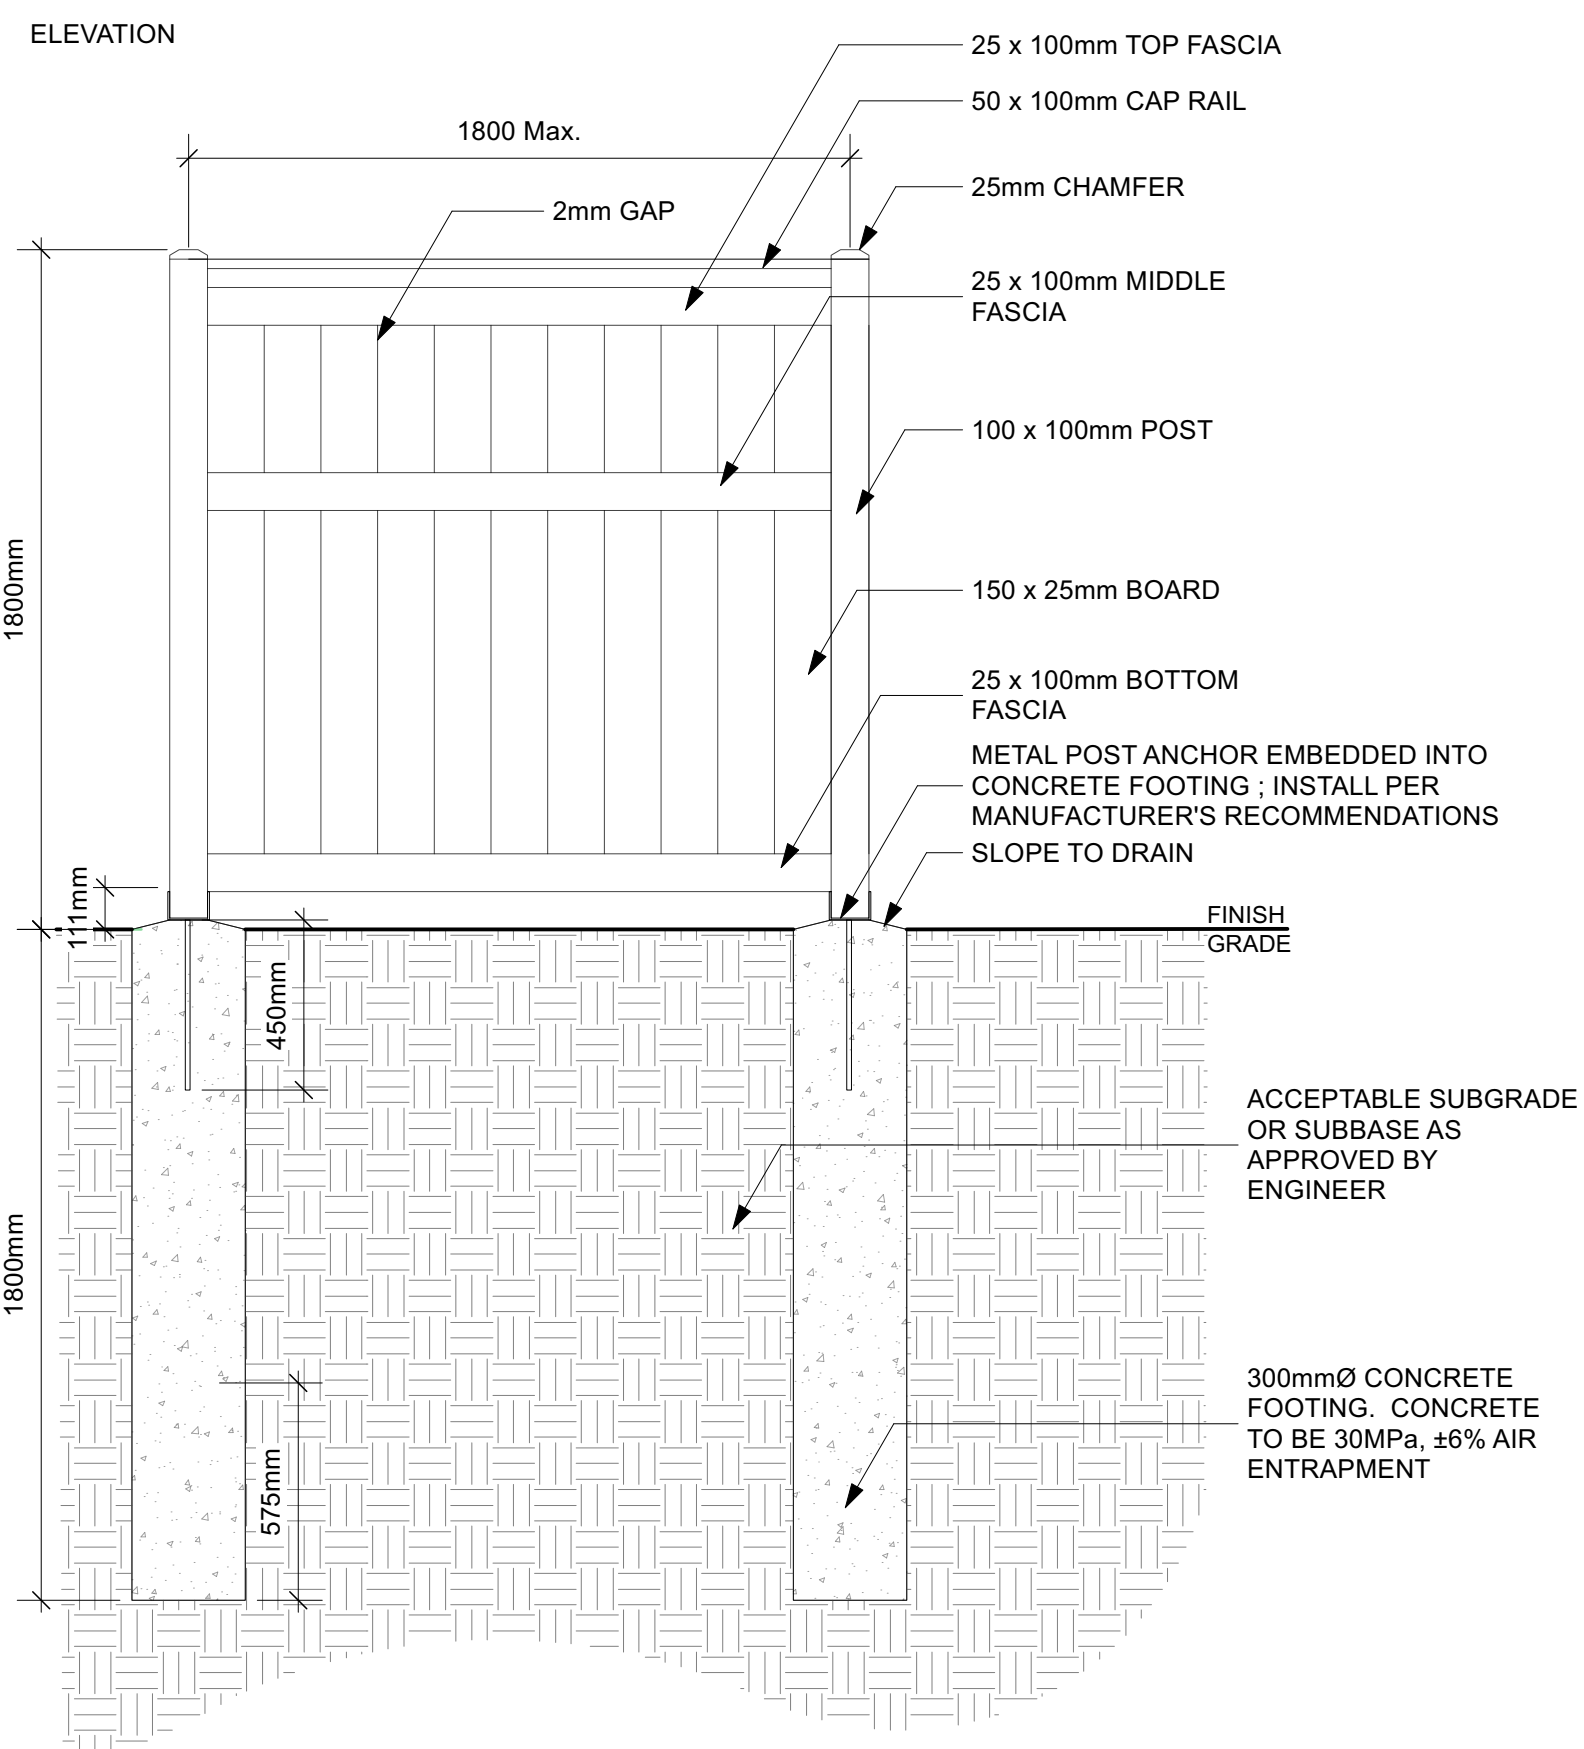 ELEVATION
25 x 100mm TOP FASCIA
50 x 100mm CAP RAIL
1800 Max.
25mm CHAMFER
2mm GAP
25 x 100mm MIDDLE
FASCIA
100 x 100mm POST
1800mm
150 x 25mm BOARD
25 x 100mm BOTTOM
FASCIA
METAL POST ANCHOR EMBEDDED INTO
CONCRETE FOOTING ; INSTALL PER
MANUFACTURER'S RECOMMENDATIONS
SLOPE TO DRAIN
111mm
FINISH
GRADE
450mm
ACCEPTABLE SUBGRADE
OR SUBBASE AS
APPROVED BY
ENGINEER
1800mm
300mmØ CONCRETE
FOOTING.  CONCRETE
TO BE 30MPa, ±6% AIR
ENTRAPMENT
575mm